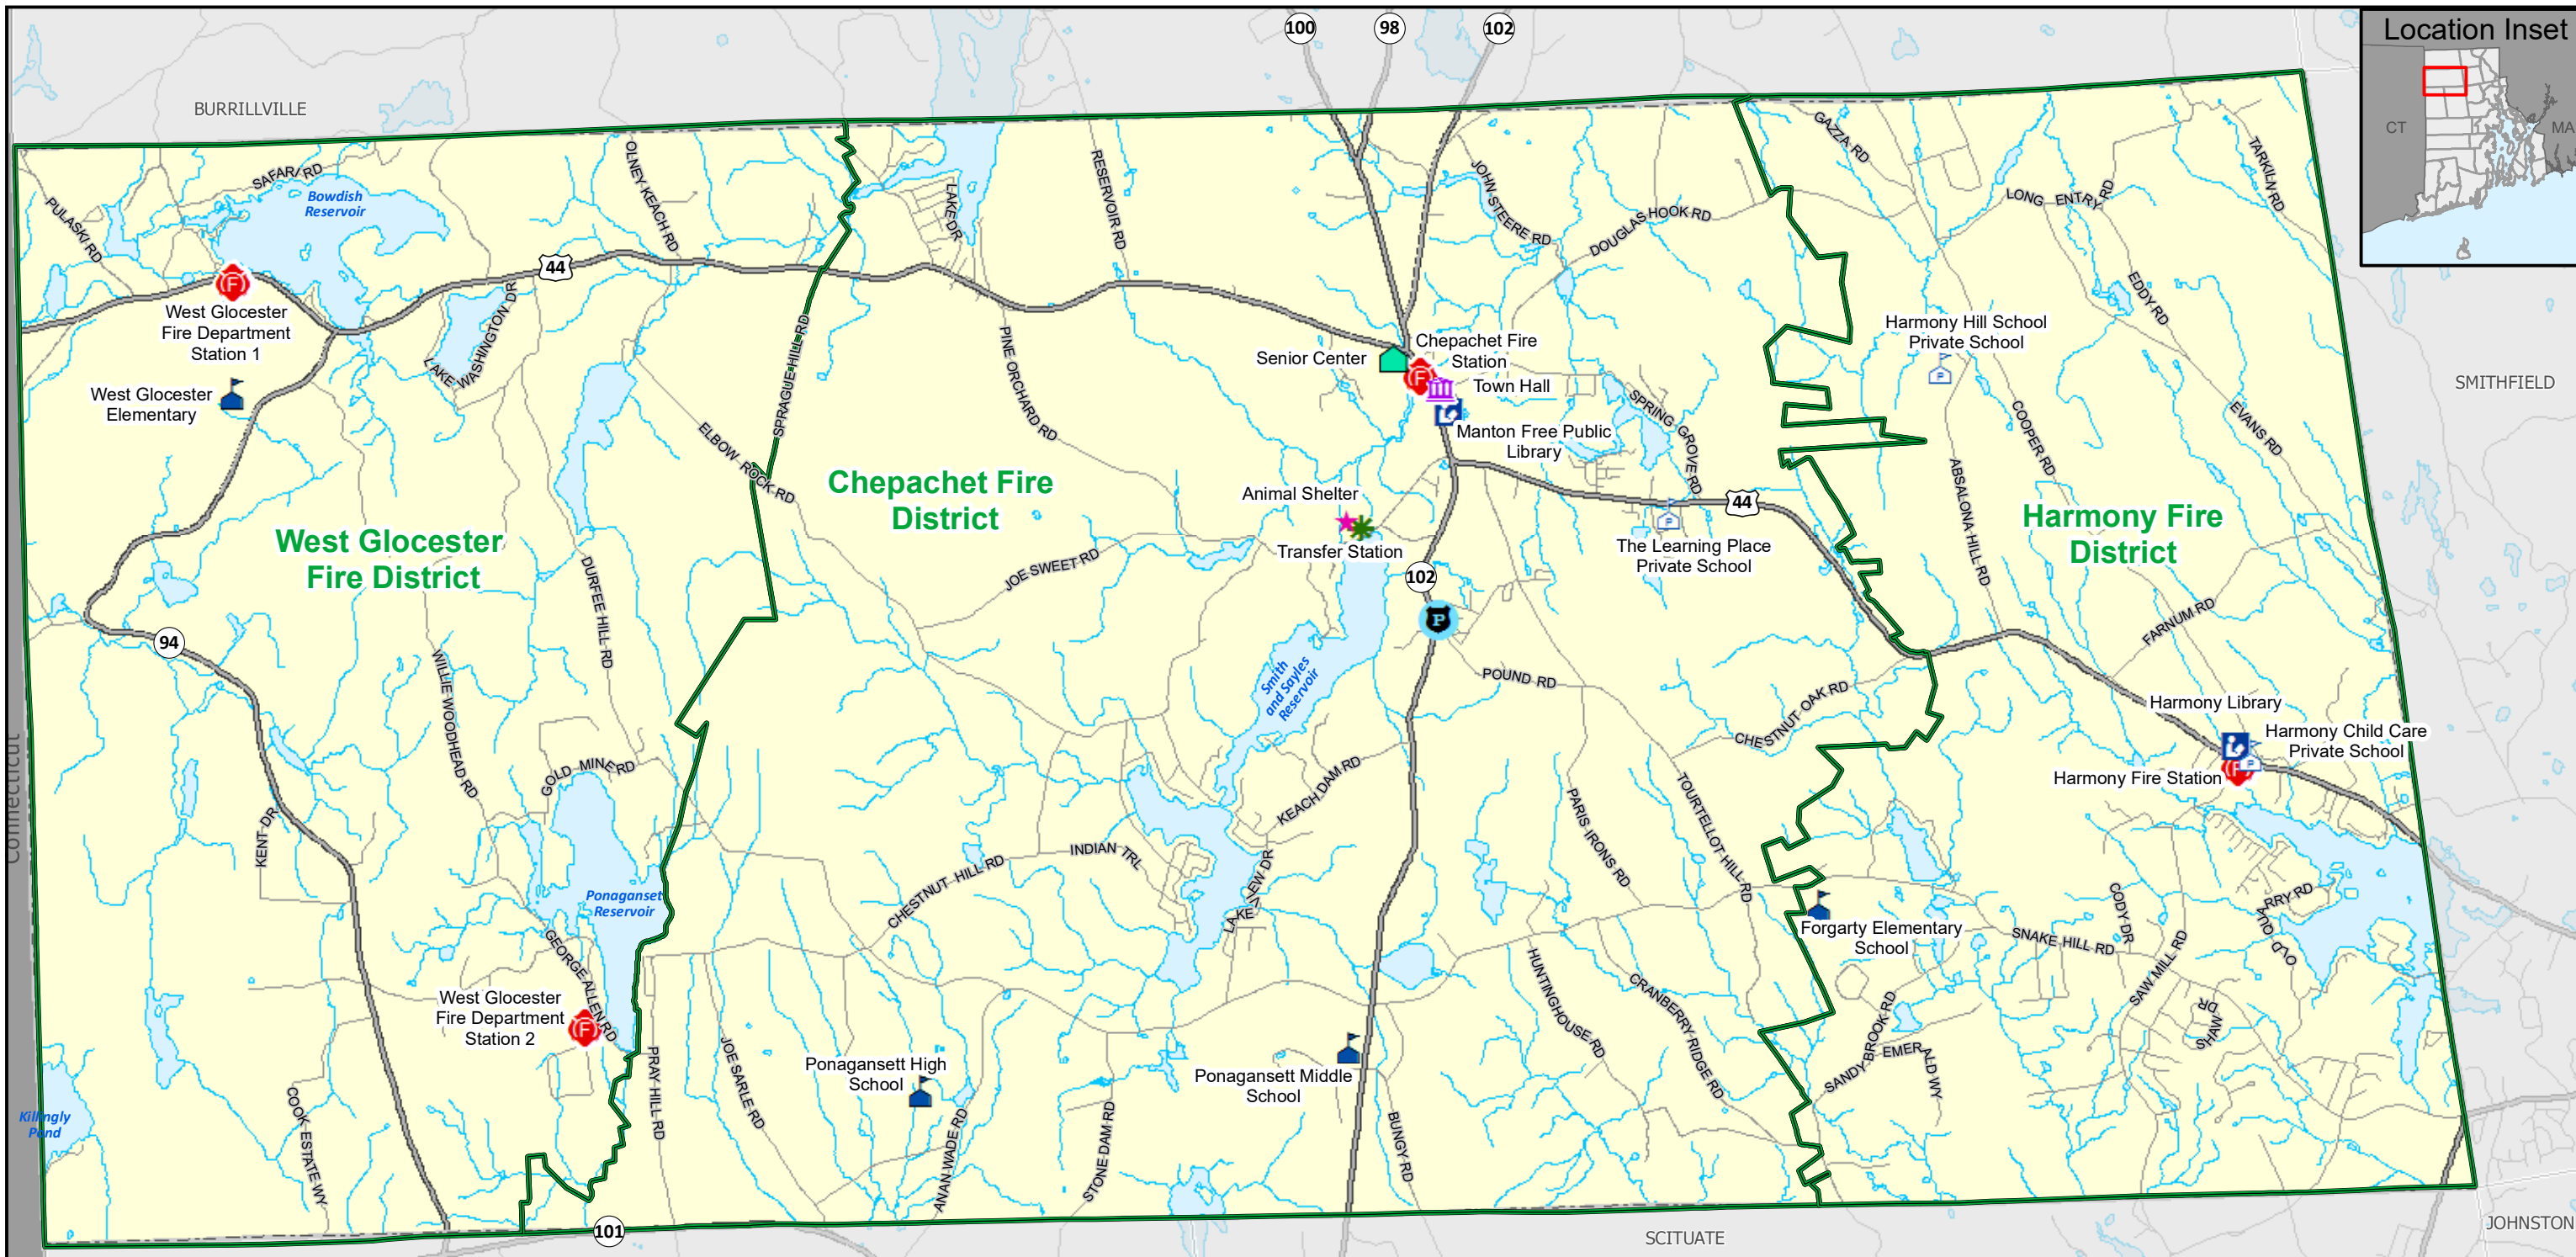 100
98
102
Location Inset
CT
MA
BURRILLVILLE
SAFARI RD
Bowdish
Reservoir
PULASKI RD
OLNEY KEACH RD
LAKE DR
RESERVOIR RD
JOHN STEERE RD
DOUGLAS HOOK RD
GAZZA RD
LONG ENTRY RD
TARKILN RD
44
West Glocester
Fire Department
Station 1
LAKE WASHINGTON DR
SPRAGUE HILL RD
PINE ORCHARD RD
EDDY RD
Senior Center
Chepachet Fire
Station
Town Hall
Manton Free Public
Library
SPRING GROVE RD
Harmony Hill School
Private School
SMITHFIELD
West Glocester
Elementary
ELBOW ROCK RD
Chepachet Fire
District
COOPER RD
EVANS RD
ABSALONA HILL RD
Animal Shelter
Transfer Station
44
The Learning Place
Private School
Harmony Fire
District
West Glocester
Fire District
DURFEE HILL RD
JOE SWEET RD
102
P
FARNUM RD
94
WILLIE WOODHEAD RD
Smith
and Sayles
Reservoir
POUND RD
CHESTNUT OAK RD
Harmony Library
Harmony Child Care
Private School
Harmony Fire Station
Connecticut
GOLD MINE RD
KENT DR
KEACH DAM RD
PARIS IRONS RD
TOURTELLOT HILL RD
INDIAN TRL
CHESTNUT HILL RD
LAKE VIEW DR
Ponaganset
Reservoir
Forgarty Elementary
School
SNAKE HILL RD
CODY DR
SAW MILL RD
OLD QUARRY RD
SHAW DR
GEORGE ALLEN RD
West Glocester
Fire Department
Station 2
HUNTINGHOUSE RD
CRANBERRY RIDGE RD
SANDY BROOK RD
EMERALD WY
PRAY HILL RD
JOE SARLE RD
Ponagansett High
School
Ponagansett Middle
School
Killingly
Pond
COOK ESTATE WY
ANAN WADE RD
STONE DAM RD
BUNGY RD
101
SCITUATE
JOHNSTON